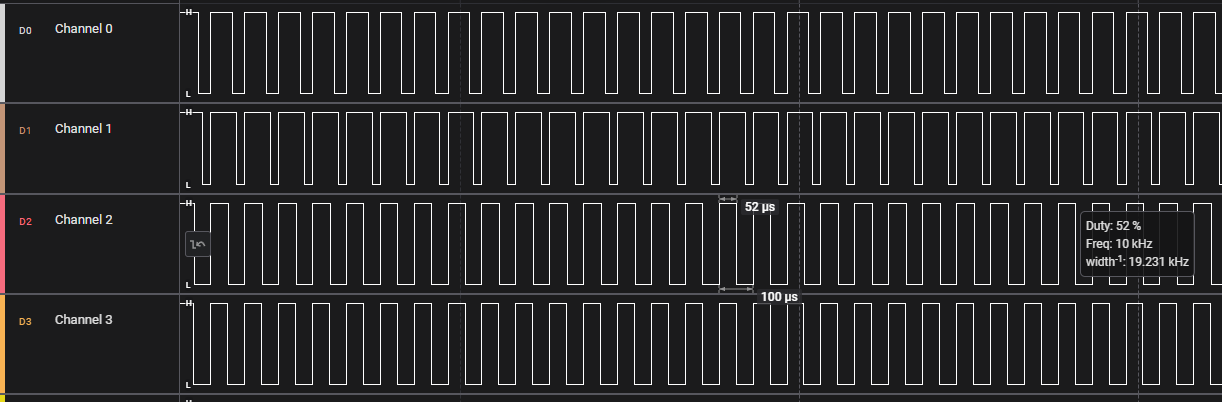 D0 Channel 0
H
L
D1 Channel 1
H
L
D2 Channel 2
H
L
52 µs
Duty: 52 %
Freq: 10 kHz
width⁻¹: 19.231 kHz
100 µs
D3 Channel 3
H
L